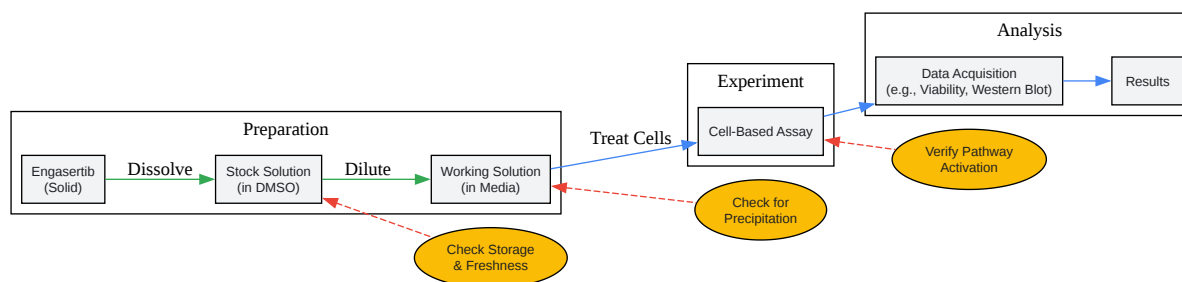 Analysis
Data Acquisition
(e.g., Viability, Western Blot)
Results
Experiment
Cell-Based Assay
Verify Pathway
Activation
Preparation
Treat Cells
Engasertib
(Solid)
Dissolve
Stock Solution
(in DMSO)
Dilute
Working Solution
(in Media)
Check for
Precipitation
Check Storage
& Freshness